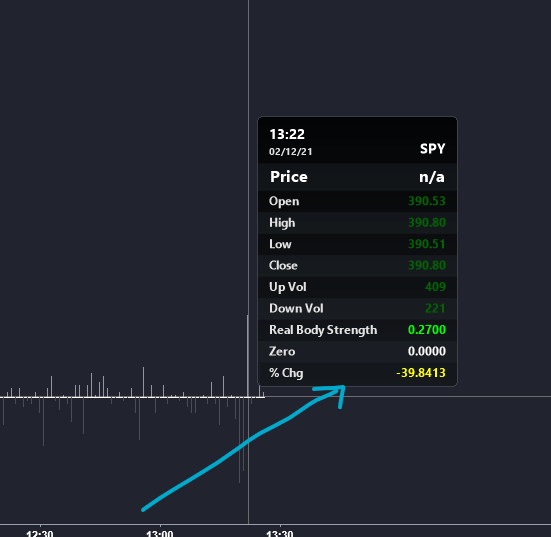 13:22
02/12/21 SPY
Price n/a
Open 390.53
High 390.80
Low 390.51
Close 390.80
Up Vol 409
Down Vol 221
Real Body Strength 0.2700
Zero 0.0000
% Chg -39.8413
12:30 13:00 13:30